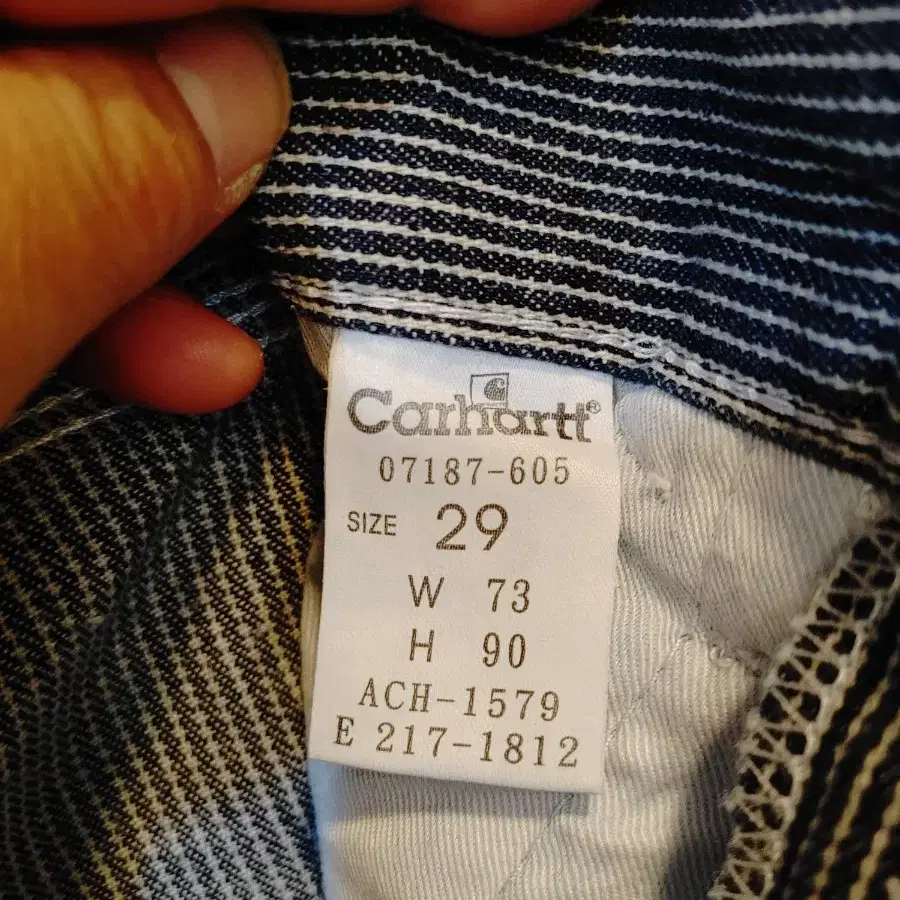 Carhartt®
07187-605
SIZE 29
W 73
H 90
ACH-1579
E 217-1812